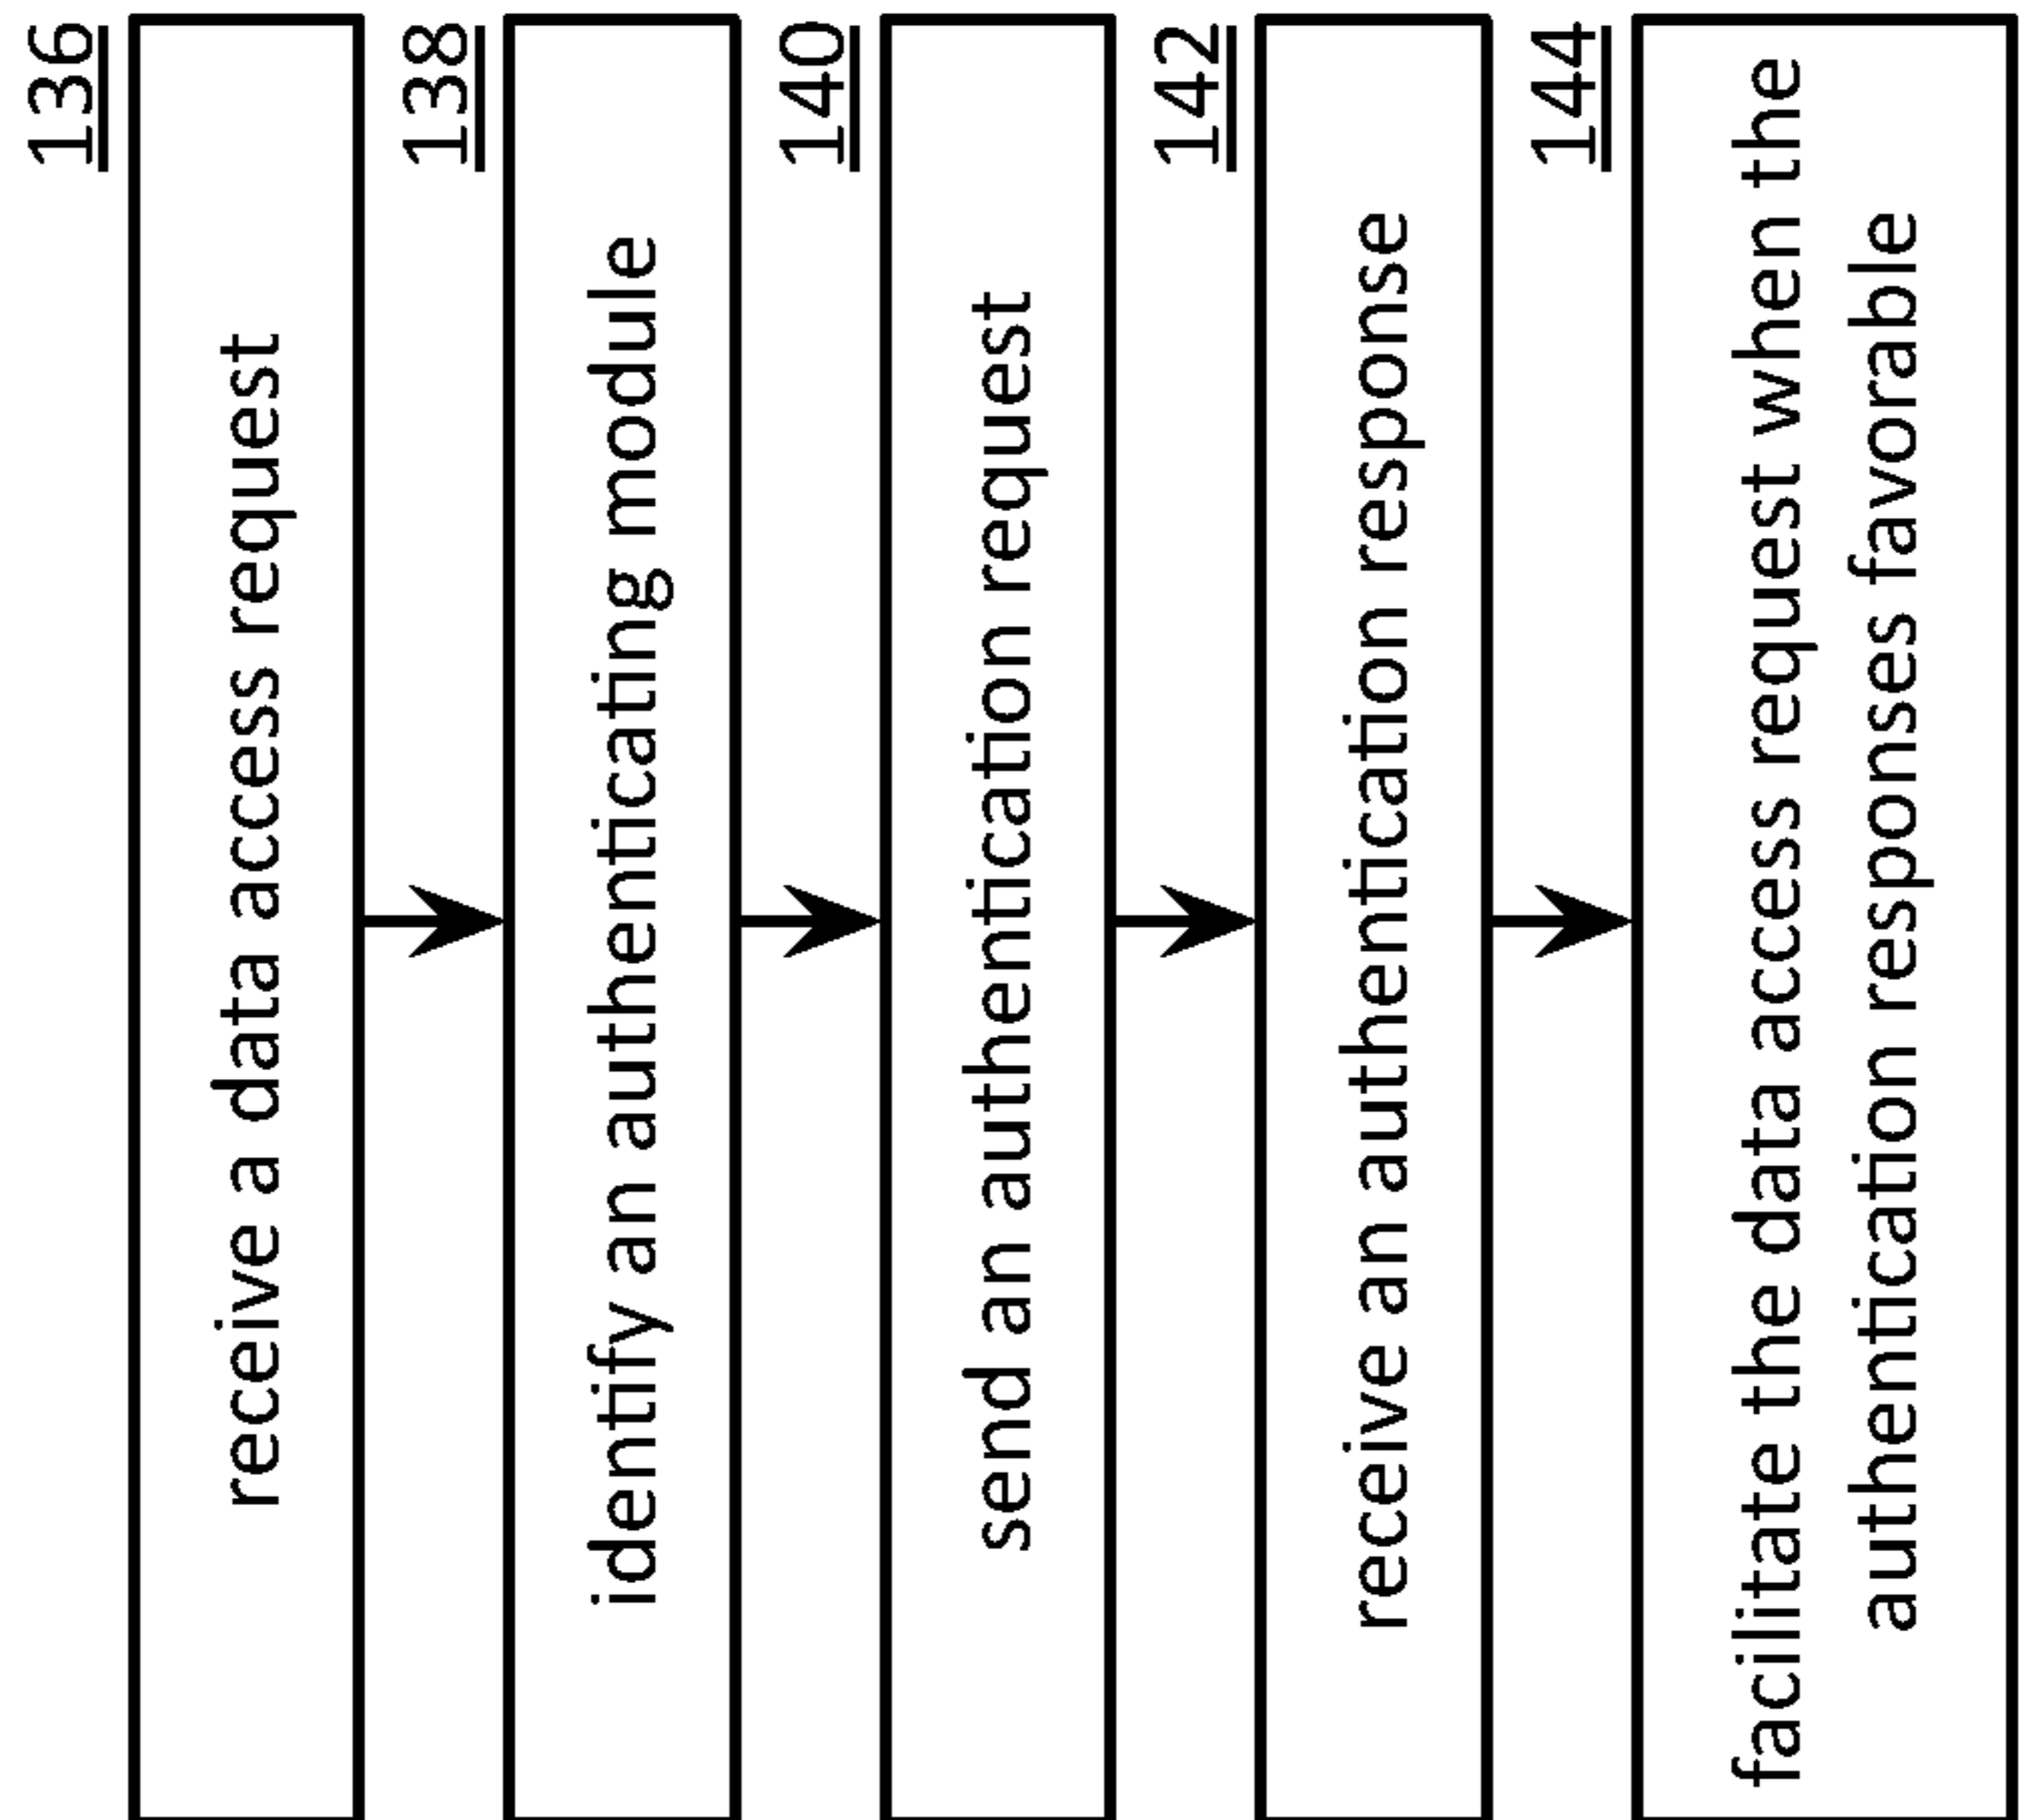 136
receive a data access request
138
identify an authenticating module
140
send an authentication request
142
receive an authentication response
144
facilitate the data access request when the
authentication responses favorable